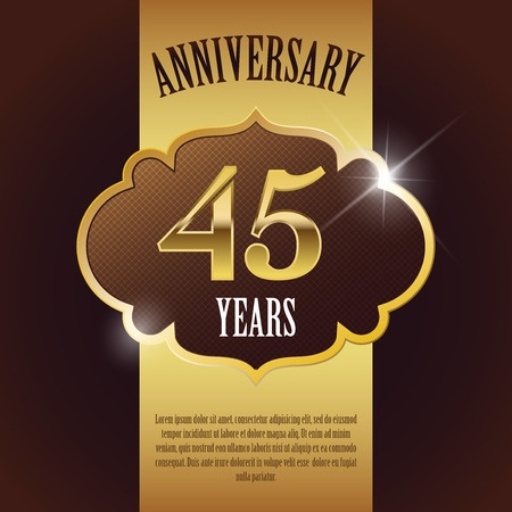 ANNIVERSARY
45
YEARS
Lorem ipsum dolor sit amet, consectetur adipisicing elit, sed do eiusmod
tempor incididunt ut labore et dolore magna aliq. Ut enim ad minim
veniam, quis nostrud eon ullamco laboris nisi ut aliquip ex ea commodo
consequat. Duis aute irure dolorerit in volupe velit esse dolore eu fugiat
nulla pariatur.